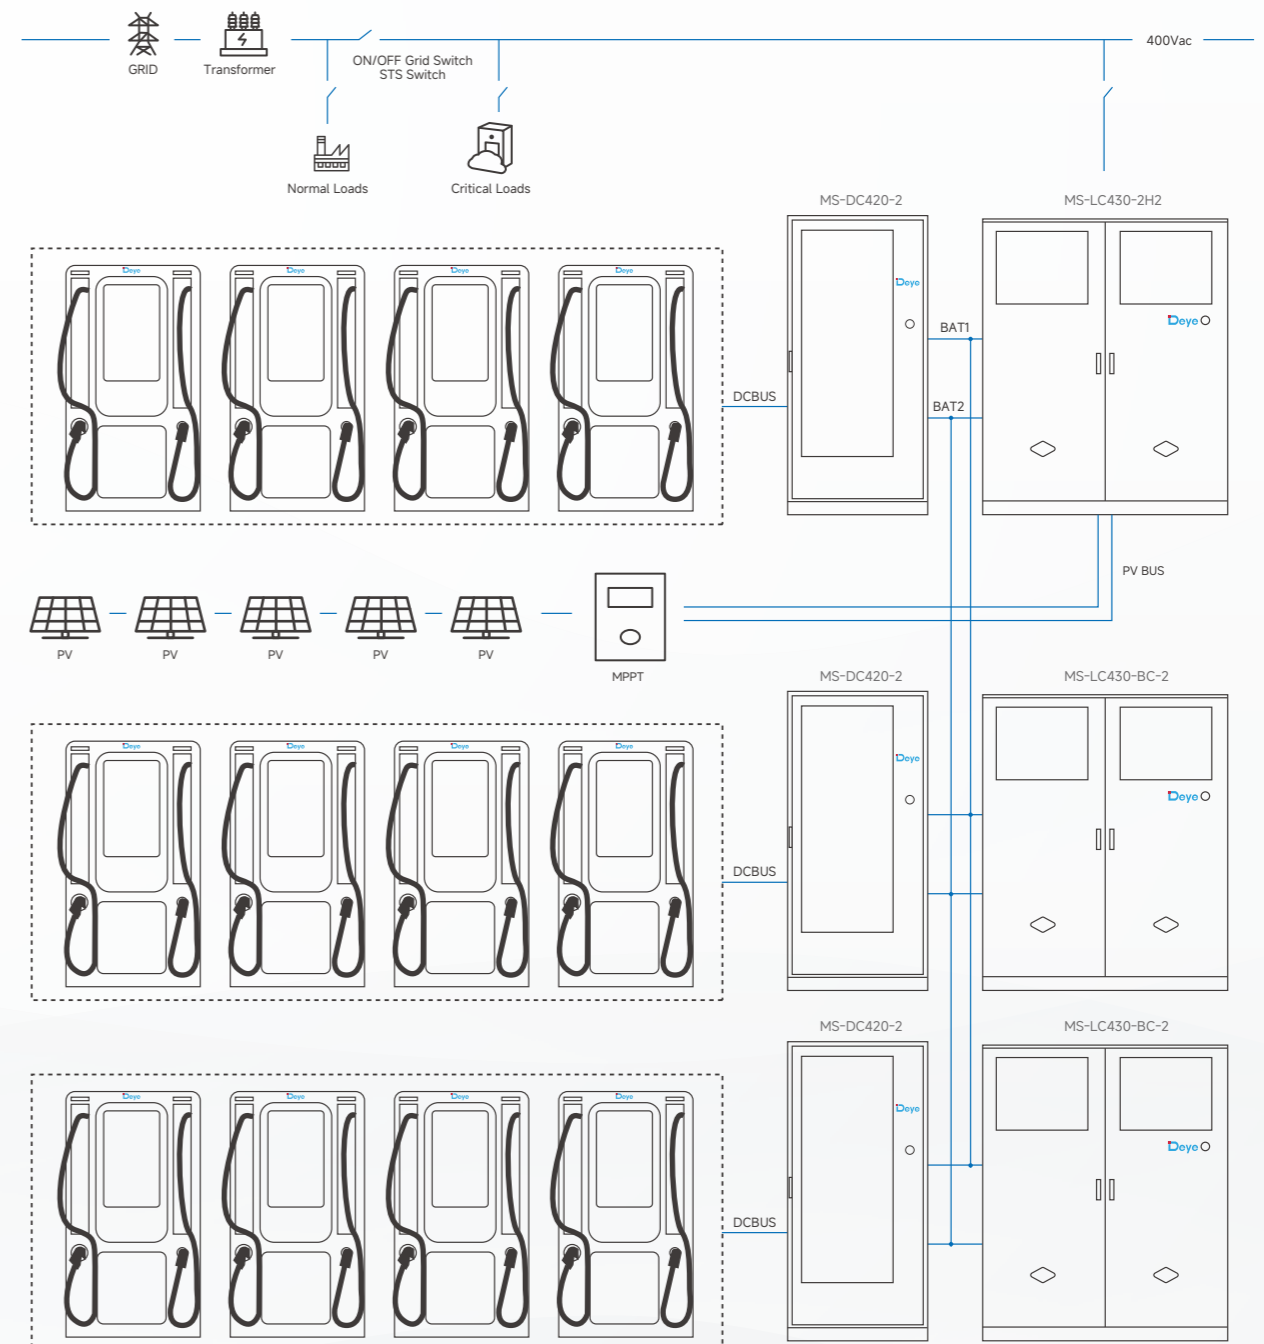 GRID
Transformer
ON/OFF Grid Switch
STS Switch
400Vac
Normal Loads
Critical Loads
MS-DC420-2
MS-LC430-2H2
Deye
Deye
Deye
Deye
Deye
Deye
BAT1
DCBUS
BAT2
PV BUS
PV
PV
PV
PV
PV
MPPT
MS-DC420-2
MS-LC430-BC-2
Deye
Deye
Deye
Deye
Deye
Deye
DCBUS
MS-DC420-2
MS-LC430-BC-2
Deye
Deye
Deye
Deye
Deye
Deye
DCBUS